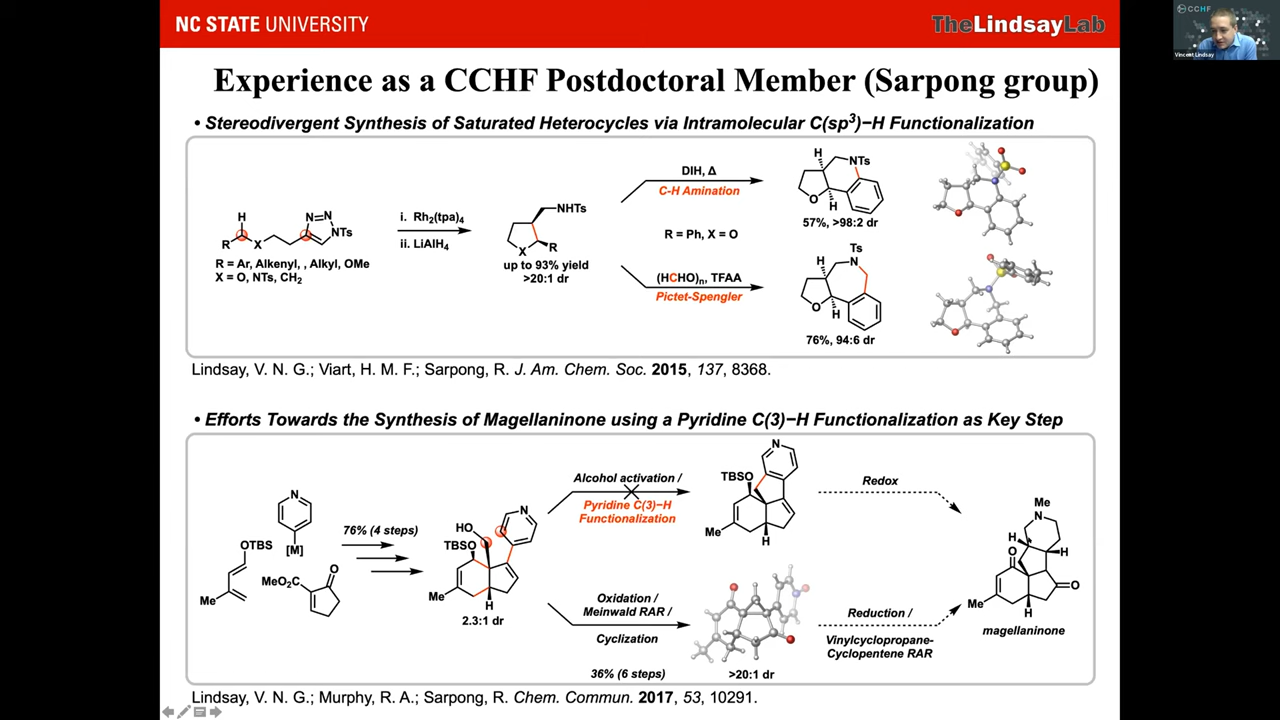 NC STATE UNIVERSITY
TheLindsayLab
CCHF
Vincent Lindsay
Experience as a CCHF Postdoctoral Member (Sarpong group)
• Stereodivergent Synthesis of Saturated Heterocycles via Intramolecular C(sp³)−H Functionalization
H
R
X
N=N
NTs
R = Ar, Alkenyl, , Alkyl, OMe
X = O, NTs, CH₂
i. Rh₂(tpa)₄
ii. LiAlH₄
NHTs
X
R
up to 93% yield
>20:1 dr
DIH, Δ
C-H Amination
R = Ph, X = O
(HCHO)ₙ, TFAA
Pictet-Spengler
H
NTs
O
H
57%, >98:2 dr
Ts
H
N
O
H
76%, 94:6 dr
Lindsay, V. N. G.; Viart, H. M. F.; Sarpong, R. J. Am. Chem. Soc. 2015, 137, 8368.
• Efforts Towards the Synthesis of Magellaninone using a Pyridine C(3)−H Functionalization as Key Step
N
[M]
OTBS
Me
MeO₂C
O
76% (4 steps)
HO
N
TBSO
Me
H
2.3:1 dr
Alcohol activation /
Pyridine C(3)−H
Functionalization
N
TBSO
Me
H
Redox
Oxidation /
Meinwald RAR /
Cyclization
36% (6 steps)
>20:1 dr
Reduction /
Vinylcyclopropane-
Cyclopentene RAR
Me
N
H
H
O
O
Me
H
magellaninone
Lindsay, V. N. G.; Murphy, R. A.; Sarpong, R. Chem. Commun. 2017, 53, 10291.